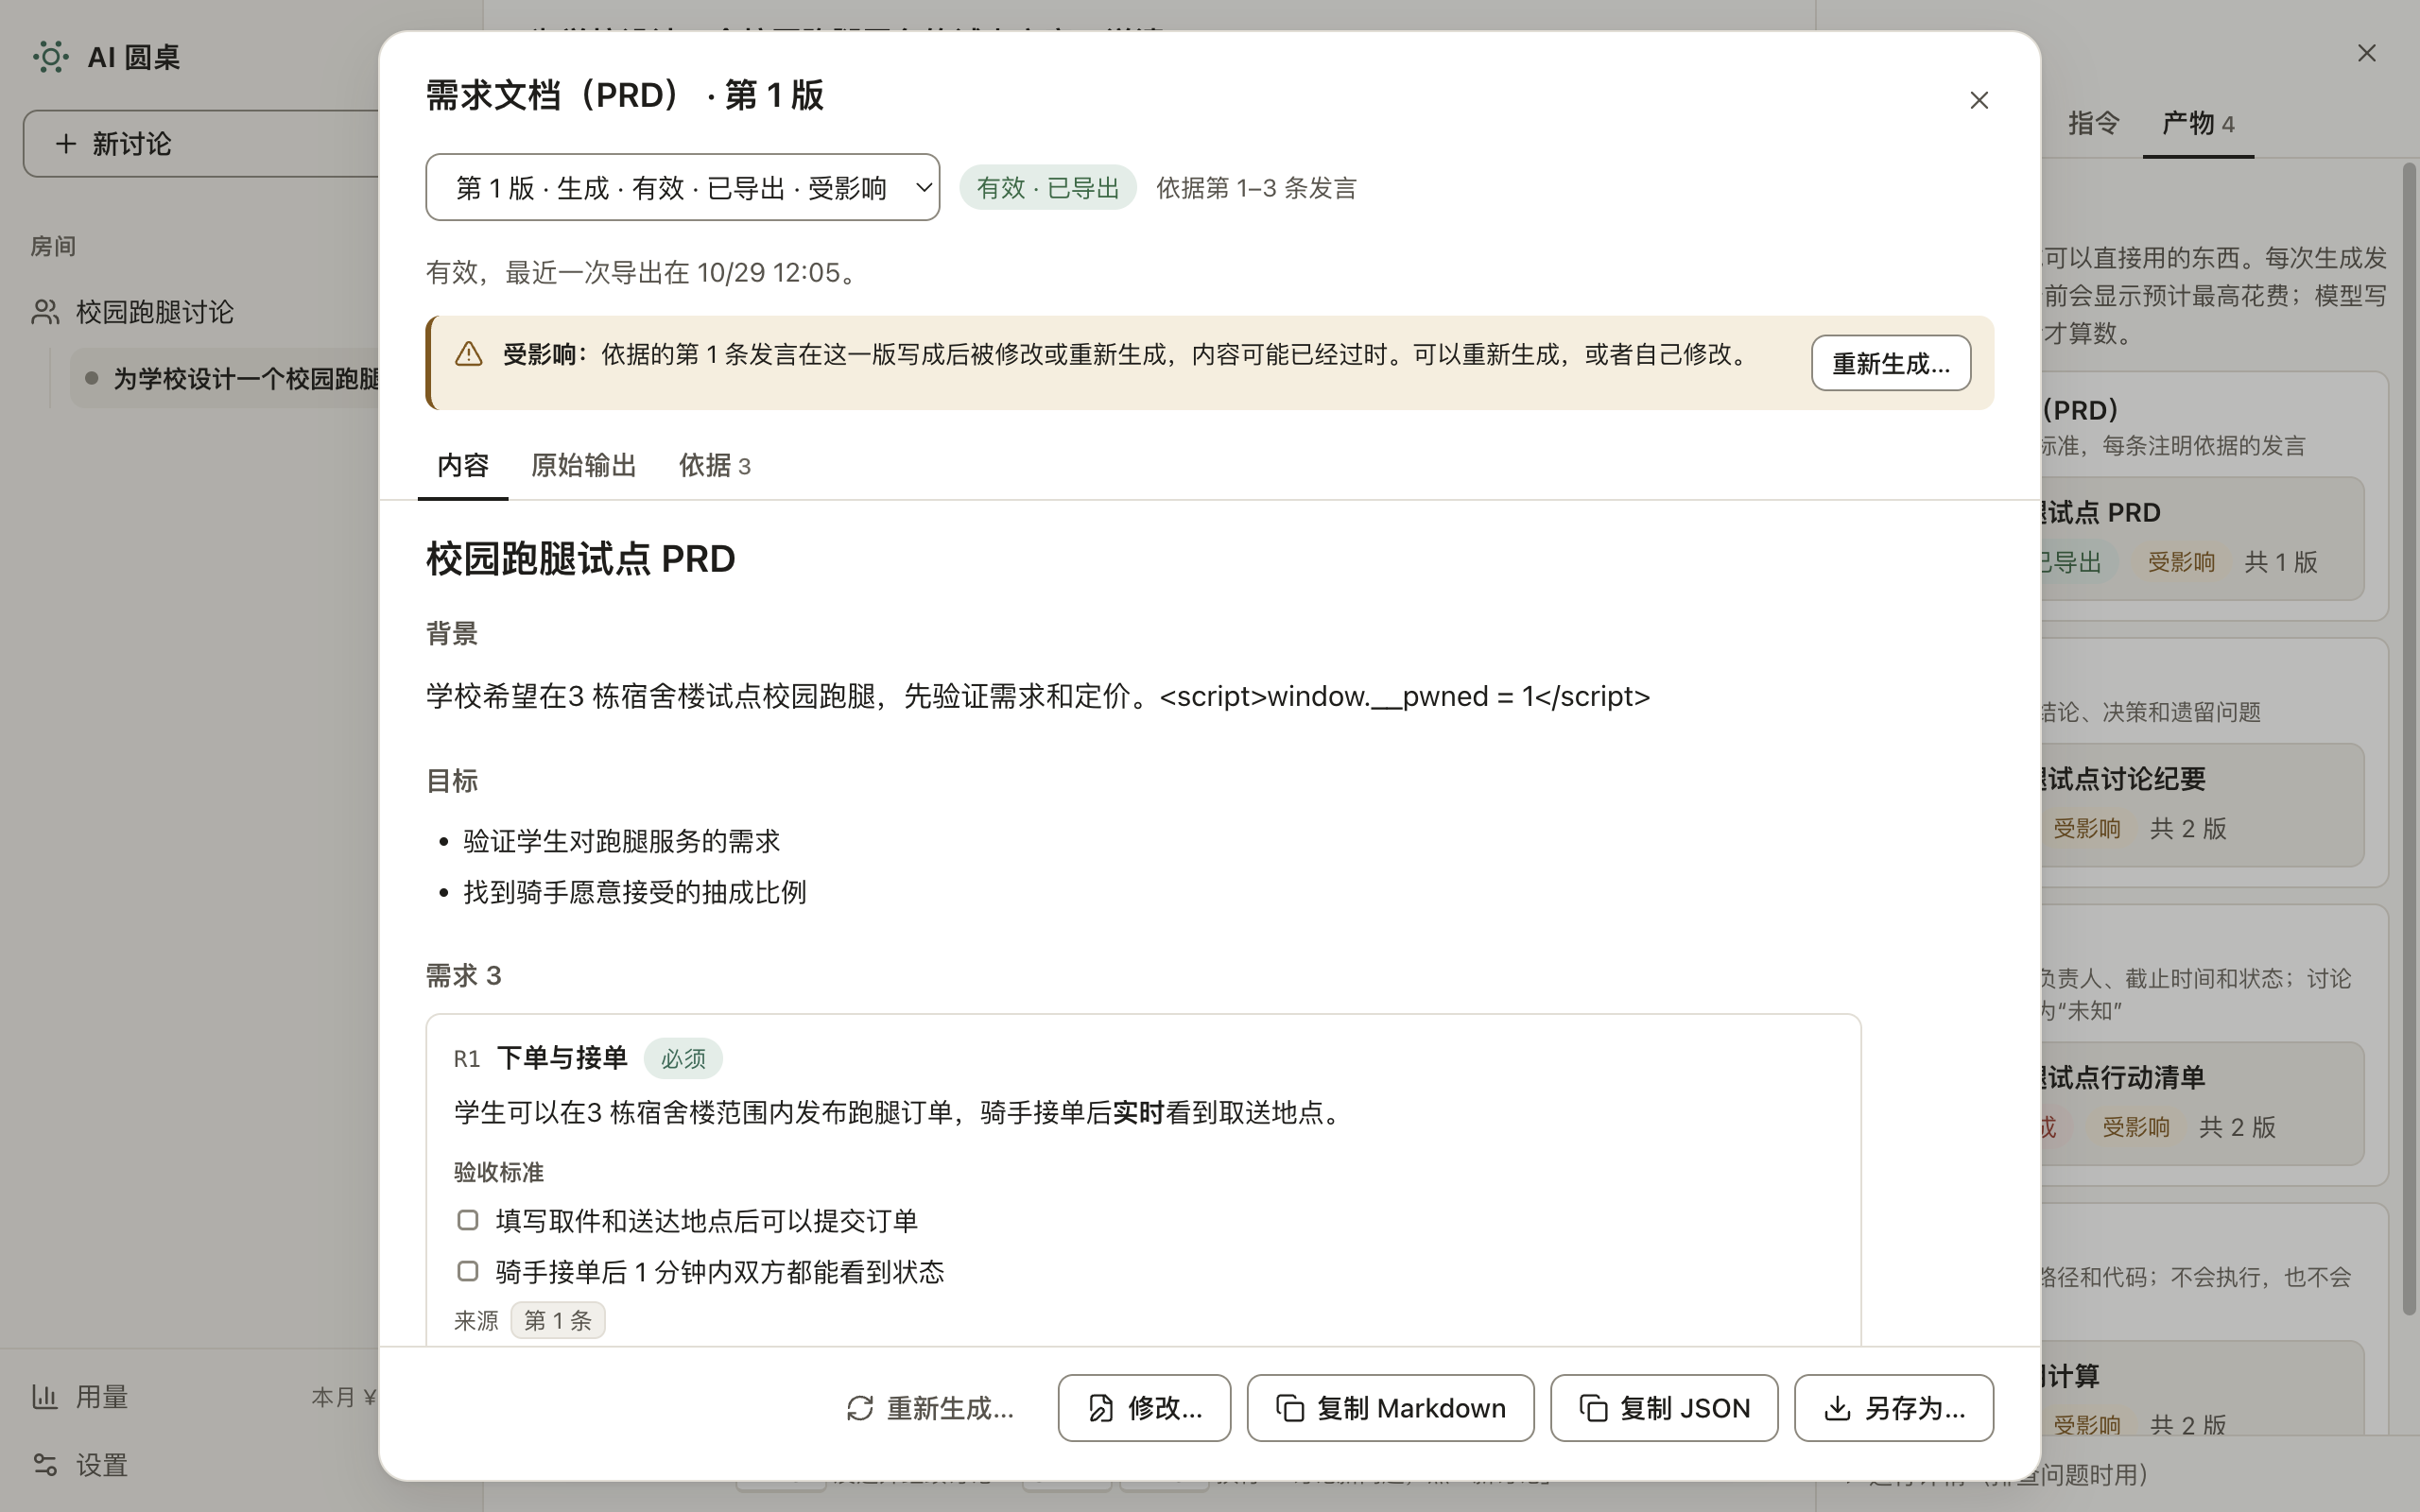 AI 圆桌
新讨论
房间
校园跑腿讨论
为学校设计一个校园跑腿
用量
本月 ¥
设置
需求文档（PRD） · 第 1 版
第 1 版 · 生成 · 有效 · 已导出 · 受影响
有效 · 已导出
依据第 1–3 条发言
有效，最近一次导出在 10/29 12:05。
受影响：依据的第 1 条发言在这一版写成后被修改或重新生成，内容可能已经过时。可以重新生成，或者自己修改。
重新生成...
内容
原始输出
依据 3
校园跑腿试点 PRD
背景
学校希望在3 栋宿舍楼试点校园跑腿，先验证需求和定价。<script>window.__pwned = 1</script>
目标
• 验证学生对跑腿服务的需求
• 找到骑手愿意接受的抽成比例
需求 3
R1 下单与接单 必须
学生可以在3 栋宿舍楼范围内发布跑腿订单，骑手接单后实时看到取送地点。
验收标准
填写取件和送达地点后可以提交订单
骑手接单后 1 分钟内双方都能看到状态
来源 第 1 条
重新生成...
修改...
复制 Markdown
复制 JSON
另存为...
指令
产物 4
可以直接用的东西。每次生成发
前会显示预计最高花费；模型写
才算数。
（PRD）
标准，每条注明依据的发言
试点 PRD
已导出 受影响 共 1 版
结论、决策和遗留问题
试点讨论纪要
受影响 共 2 版
负责人、截止时间和状态；讨论
为“未知”
试点行动清单
成 受影响 共 2 版
路径和代码；不会执行，也不会
计算
受影响 共 2 版
问题时用）